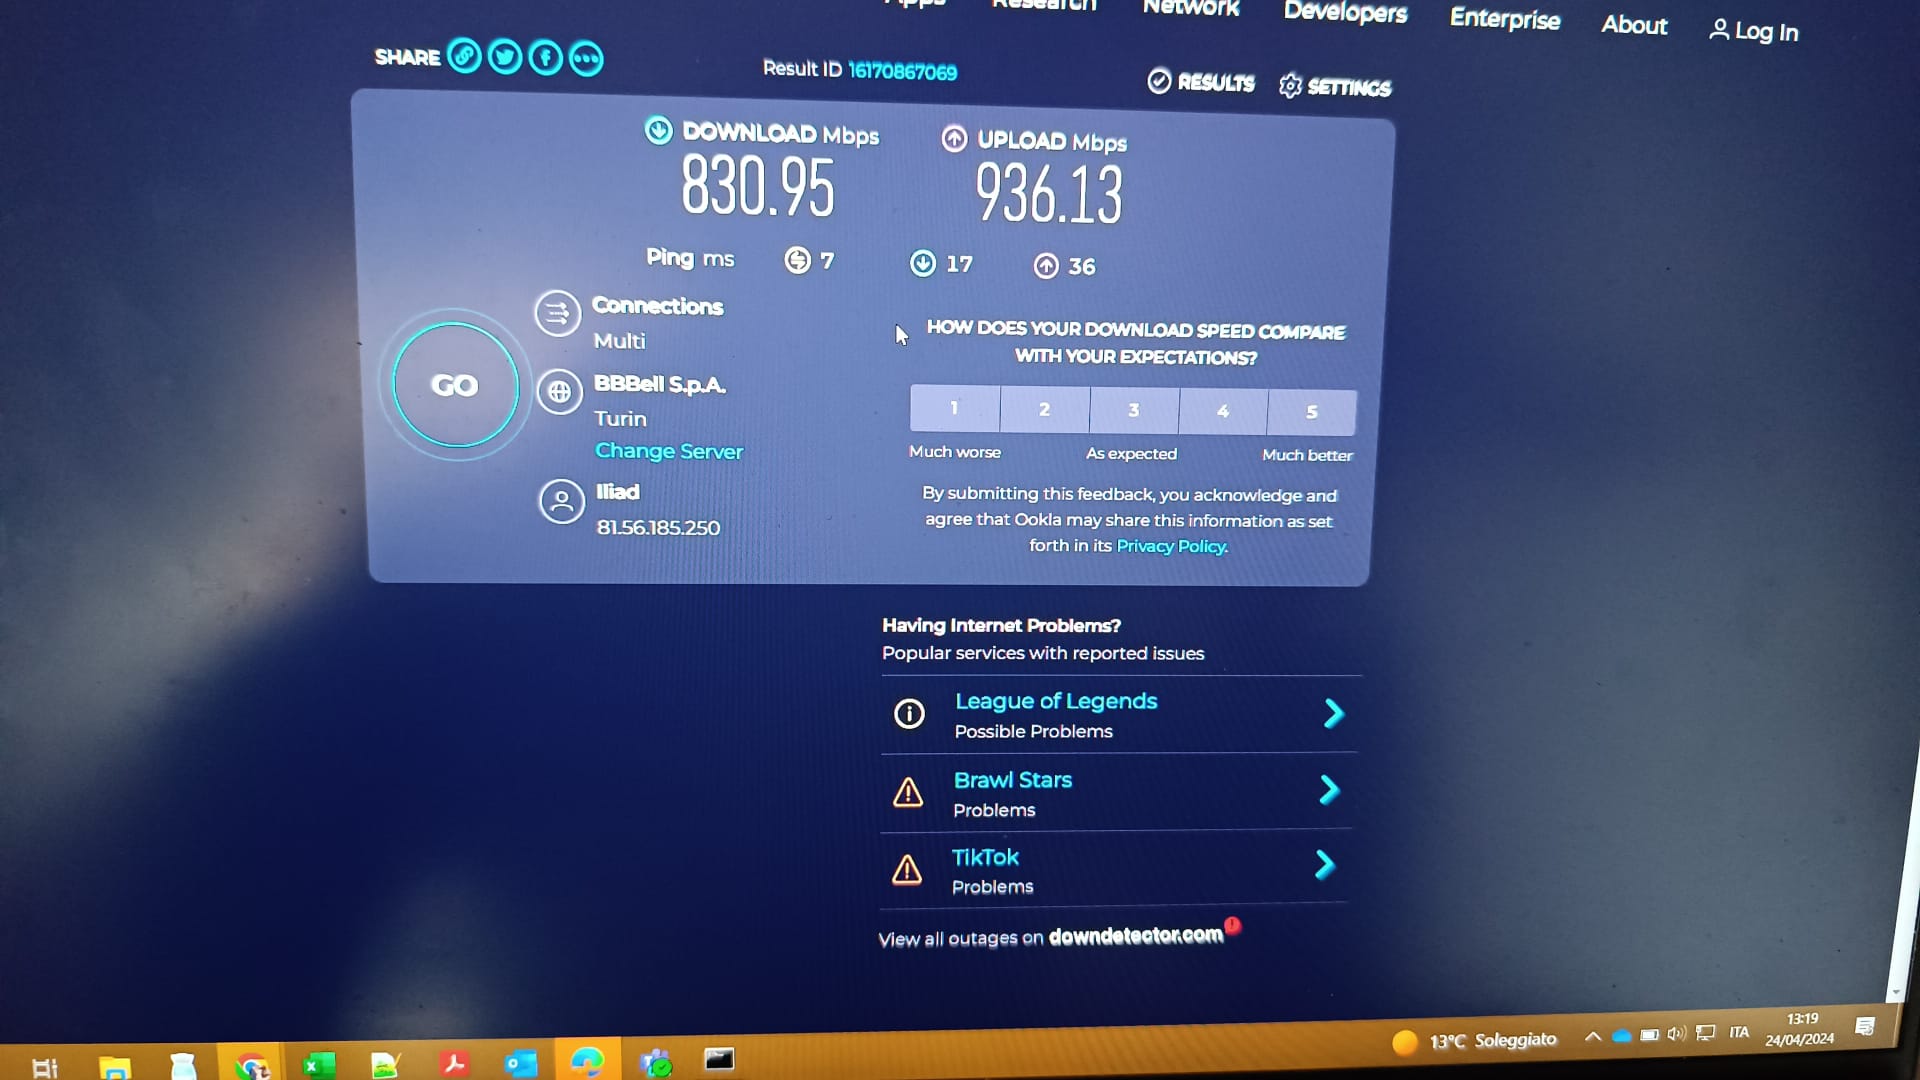 Apps Research Network Developers Enterprise About Log In
SHARE
Result ID 16170867069
RESULTS SETTINGS
DOWNLOAD Mbps
830.95
UPLOAD Mbps
936.13
Ping ms 7 17 36
Connections
Multi
BBBell S.p.A.
Turin
Change Server
Iliad
81.56.185.250
GO
HOW DOES YOUR DOWNLOAD SPEED COMPARE
WITH YOUR EXPECTATIONS?
1 2 3 4 5
Much worse As expected Much better
By submitting this feedback, you acknowledge and
agree that Ookla may share this information as set
forth in its Privacy Policy.
Having Internet Problems?
Popular services with reported issues
League of Legends
Possible Problems
Brawl Stars
Problems
TikTok
Problems
View all outages on downdetector.com
13°C Soleggiato
ITA
13:19
24/04/2024